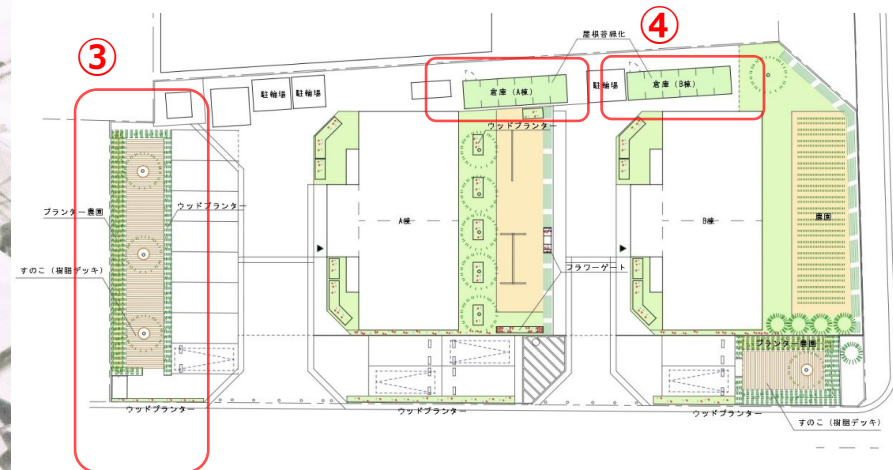 ③
④
屋根苔緑化
駐輪場
駐輪場
倉庫（A棟）
駐輪場
倉庫（B棟）
ウッドプランター
プランター農園
ウッドプランター
A棟
B棟
農園
すのこ（樹脂デッキ）
フラワーゲート
プランター農園
ウッドプランター
ウッドプランター
ウッドプランター
すのこ（樹脂デッキ）